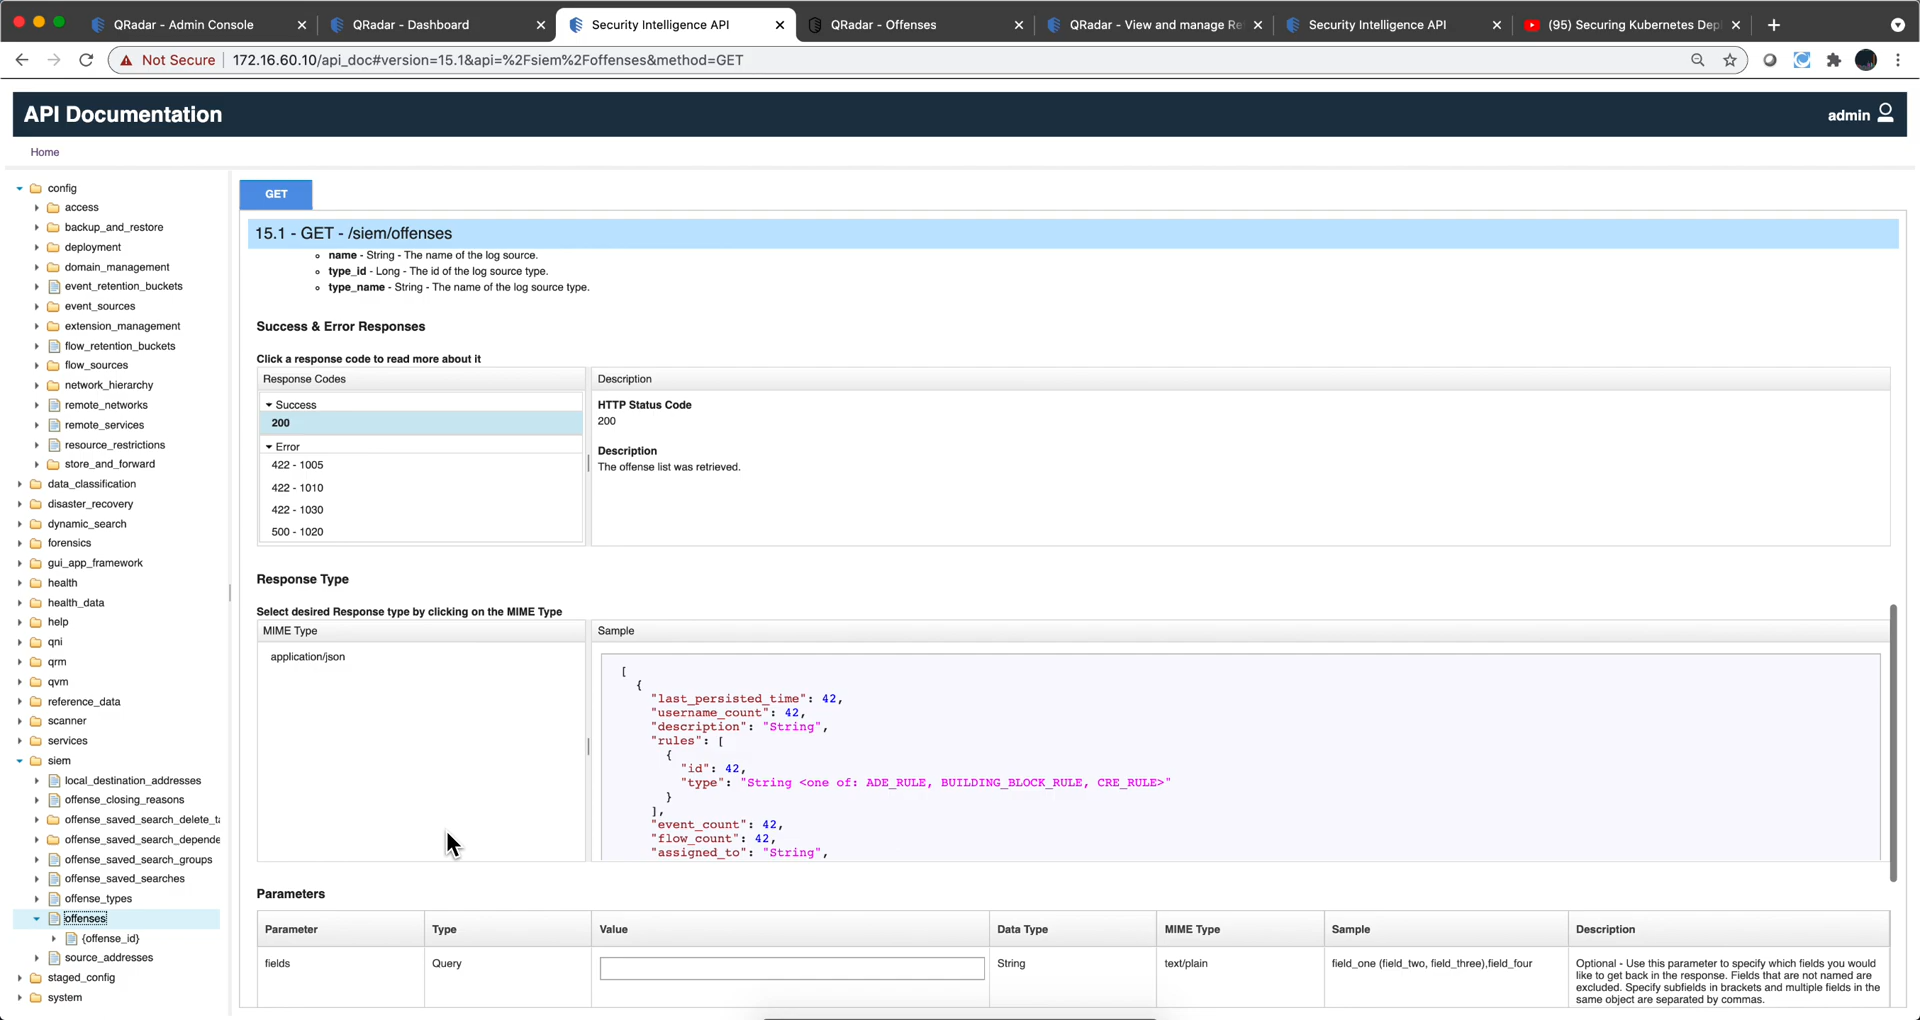 QRadar - Admin Console
QRadar - Dashboard
Security Intelligence API
QRadar - Offenses
QRadar - View and manage Re
Security Intelligence API
(95) Securing Kubernetes Dep
Not Secure
172.16.60.10/api_doc#version=15.1&api=%2Fsiem%2Foffenses&method=GET
API Documentation
admin
Home
config
access
backup_and_restore
deployment
domain_management
event_retention_buckets
event_sources
extension_management
flow_retention_buckets
flow_sources
network_hierarchy
remote_networks
remote_services
resource_restrictions
store_and_forward
data_classification
disaster_recovery
dynamic_search
forensics
gui_app_framework
health
health_data
help
qni
qrm
qvm
reference_data
scanner
services
siem
local_destination_addresses
offense_closing_reasons
offense_saved_search_delete_ta
offense_saved_search_depende
offense_saved_search_groups
offense_saved_searches
offense_types
offenses
{offense_id}
source_addresses
staged_config
system
GET
15.1 - GET - /siem/offenses
name - String - The name of the log source.
type_id - Long - The id of the log source type.
type_name - String - The name of the log source type.
Success & Error Responses
Click a response code to read more about it
Response Codes
Success
200
Error
422 - 1005
422 - 1010
422 - 1030
500 - 1020
Description
HTTP Status Code
200
Description
The offense list was retrieved.
Response Type
Select desired Response type by clicking on the MIME Type
MIME Type
application/json
Sample
[
{
"last_persisted_time": 42,
"username_count": 42,
"description": "String",
"rules": [
{
"id": 42,
"type": "String <one of: ADE_RULE, BUILDING_BLOCK_RULE, CRE_RULE>"
}
],
"event_count": 42,
"flow_count": 42,
"assigned_to": "String",
Parameters
Parameter Type Value Data Type MIME Type Sample Description
fields Query String text/plain field_one (field_two, field_three),field_four
Optional - Use this parameter to specify which fields you would
like to get back in the response. Fields that are not named are
excluded. Specify subfields in brackets and multiple fields in the
same object are separated by commas.